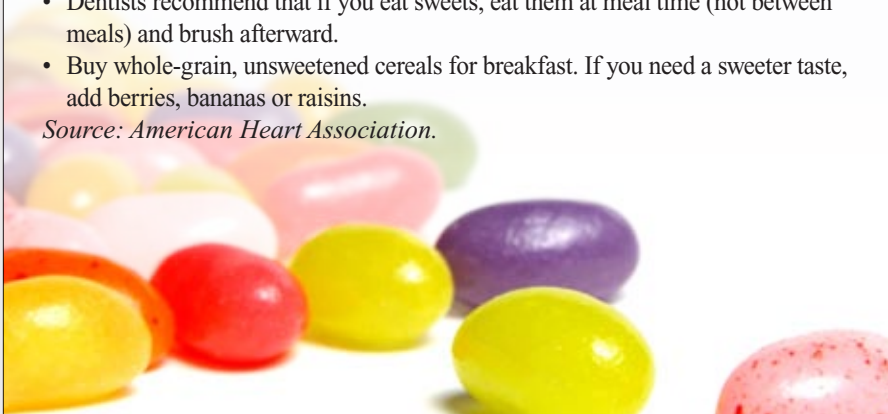 • Dentists recommend that if you eat sweets, eat them at meal time (not between
meals) and brush afterward.
• Buy whole-grain, unsweetened cereals for breakfast. If you need a sweeter taste,
add berries, bananas or raisins.
Source: American Heart Association.